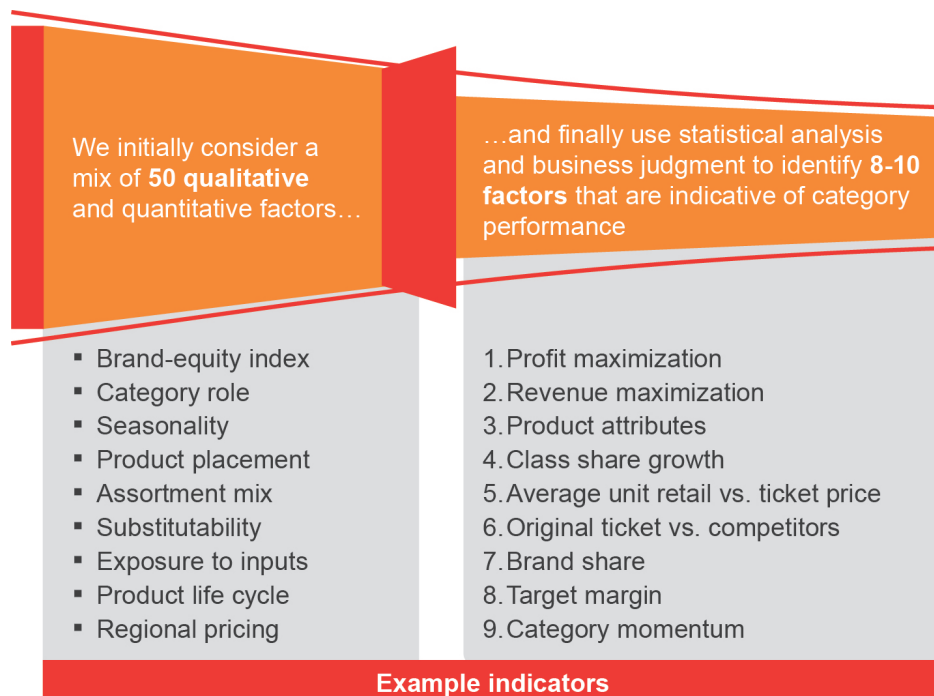 We initially consider a
mix of 50 qualitative
and quantitative factors…
…and finally use statistical analysis
and business judgment to identify 8-10
factors that are indicative of category
performance
▪ Brand-equity index
▪ Category role
▪ Seasonality
▪ Product placement
▪ Assortment mix
▪ Substitutability
▪ Exposure to inputs
▪ Product life cycle
▪ Regional pricing
1. Profit maximization
2. Revenue maximization
3. Product attributes
4. Class share growth
5. Average unit retail vs. ticket price
6. Original ticket vs. competitors
7. Brand share
8. Target margin
9. Category momentum
Example indicators